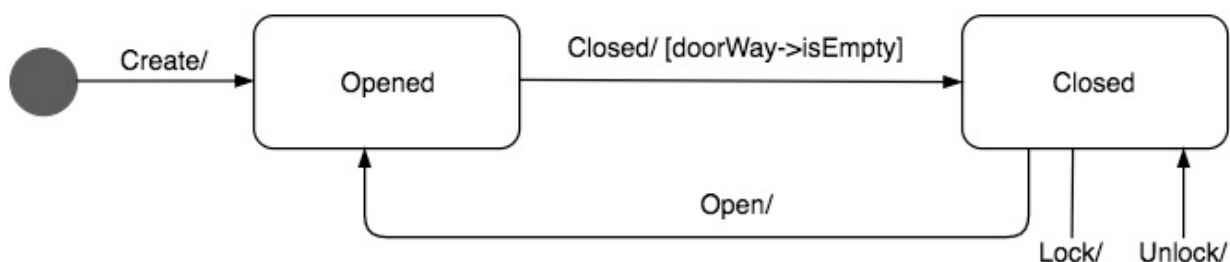 Create/
Opened
Closed/ [doorWay->isEmpty]
Closed
Open/
Lock/
Unlock/